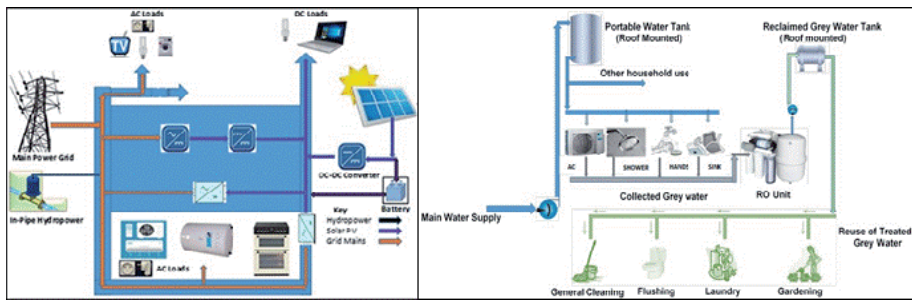 AC Loads
DC Loads
TV
Main Power Grid
DC-DC Converter
Battery
In-Pipe Hydropower
Key
Hydropower
Solar PV
Grid Mains
AC Loads
Portable Water Tank
(Roof Mounted)
Reclaimed Grey Water Tank
(Roof mounted)
Other household use
AC
SHOWER
HANDS
SINK
RO Unit
Collected Grey water
Main Water Supply
Reuse of Treated
Grey Water
General Cleaning
Flushing
Laundry
Gardening